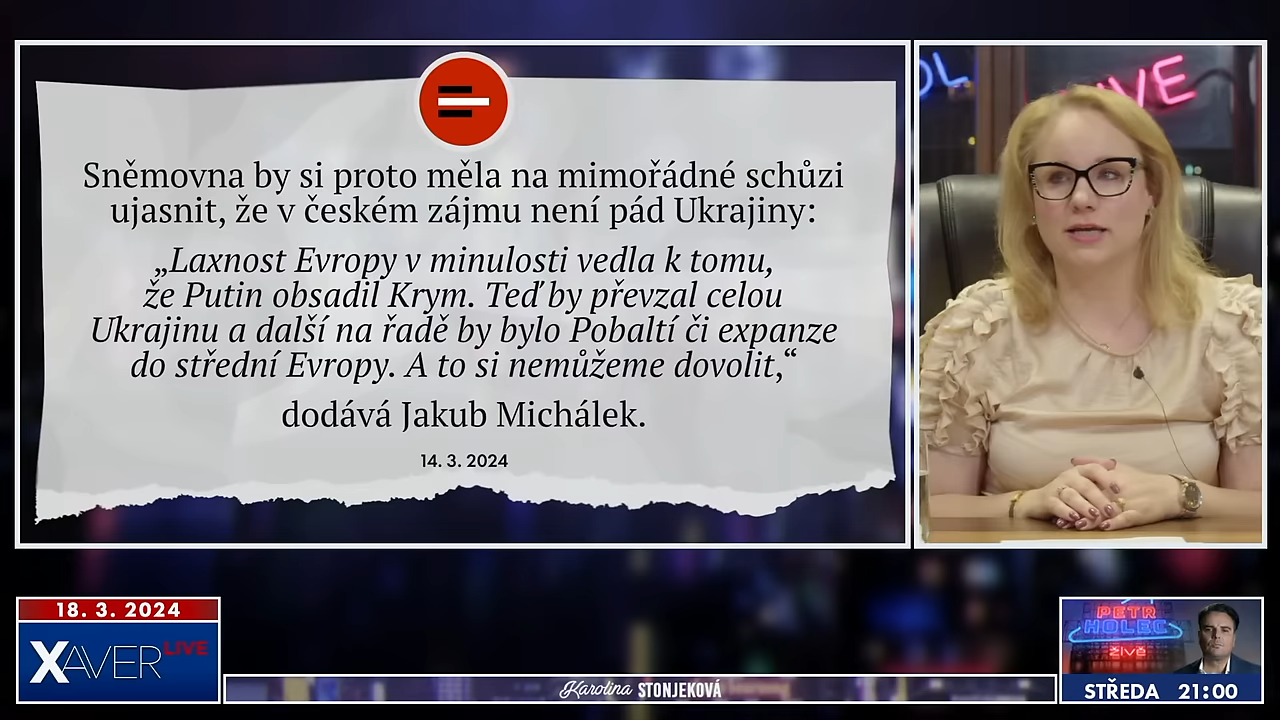 Sněmovna by si proto měla na mimořádné schůzi
ujasnit, že v českém zájmu není pád Ukrajiny:
„Laxnost Evropy v minulosti vedla k tomu,
že Putin obsadil Krym. Teď by převzal celou
Ukrajinu a další na řadě by bylo Pobaltí či expanze
do střední Evropy. A to si nemůžeme dovolit,“
dodává Jakub Michálek.
14. 3. 2024
OL
LIVE
18. 3. 2024
XAVER LIVE
Karolina STONJEKOVÁ
PETR
HOLEC
živě
STŘEDA 21:00